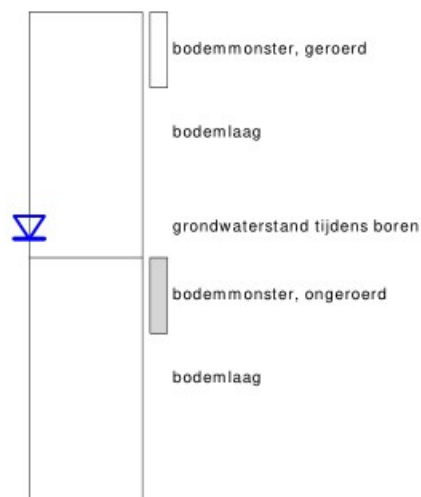 bodemmonster, geroerd
bodemlaag
grondwaterstand tijdens boren
bodemmonster, ongeroerd
bodemlaag